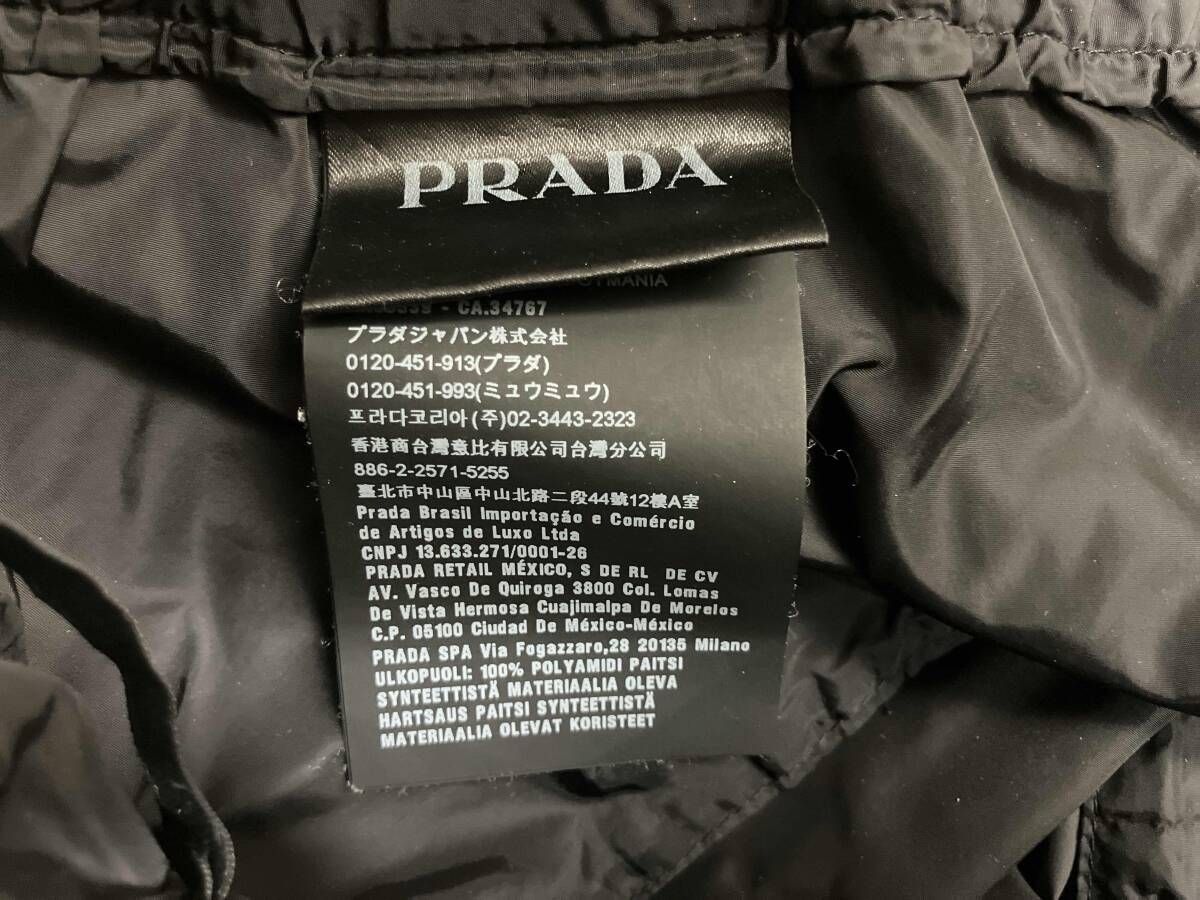 PRADA
- CA.34767
プラダジャパン株式会社
0120-451-913(プラダ)
0120-451-993(ミュウミュウ)
프라다코리아(주)02-3443-2323
香港商台灣意比有限公司台灣分公司
886-2-2571-5255
臺北市中山區中山北路二段44號12樓A室
Prada Brasil Importação e Comércio
de Artigos de Luxo Ltda
CNPJ 13.633.271/0001-26
PRADA RETAIL MÉXICO, S DE RL DE CV
AV. Vasco De Quiroga 3800 Col. Lomas
De Vista Hermosa Cuajimalpa De Morelos
C.P. 05100 Ciudad De México-México
PRADA SPA Via Fogazzaro,28 20135 Milano
ULKOPUOLI: 100% POLYAMIDI PAITSI
SYNTEETTISTÄ MATERIAALIA OLEVA
HARTSAUS PAITSI SYNTEETTISTÄ
MATERIAALIA OLEVAT KORISTEET